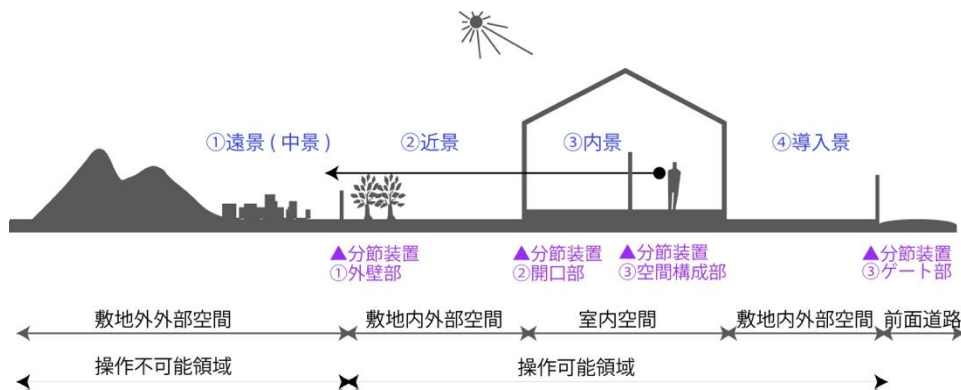 ①遠景 ( 中景 )
②近景
③内景
④導入景
▲分節装置
①外壁部
▲分節装置
②開口部
▲分節装置
③空間構成部
▲分節装置
③ゲート部
敷地外外部空間
敷地内外部空間
室内空間
敷地内外部空間
前面道路
操作不可能領域
操作可能領域